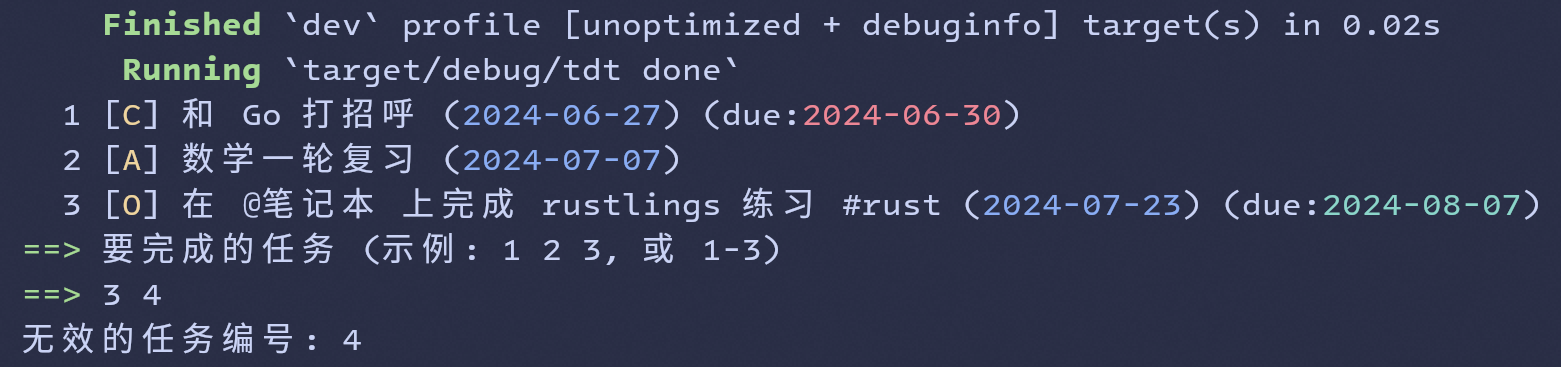 Finished `dev` profile [unoptimized + debuginfo] target(s) in 0.02s
Running `target/debug/tdt done`
1 [C] 和 Go 打招呼 (2024-06-27) (due:2024-06-30)
2 [A] 数学一轮复习 (2024-07-07)
3 [O] 在 @笔记本 上完成 rustlings 练习 #rust (2024-07-23) (due:2024-08-07)
==> 要完成的任务 (示例: 1 2 3, 或 1-3)
==> 3 4
无效的任务编号: 4